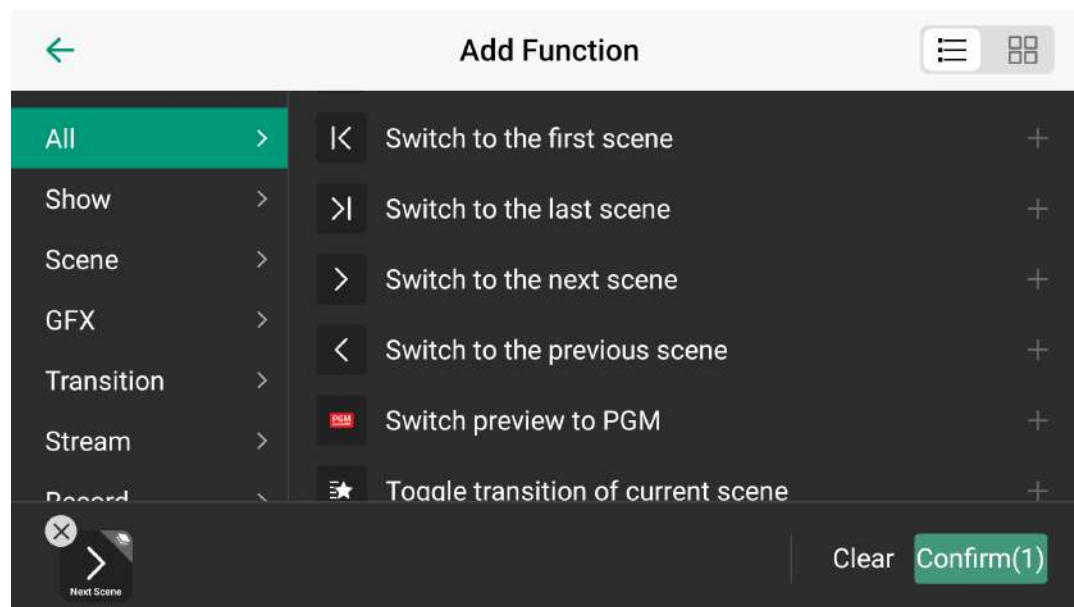 Add Function
All
Show
Scene
GFX
Transition
Stream
Record
Switch to the first scene
Switch to the last scene
Switch to the next scene
Switch to the previous scene
PGM
Switch preview to PGM
Toggle transition of current scene
Next Scene
Clear
Confirm(1)